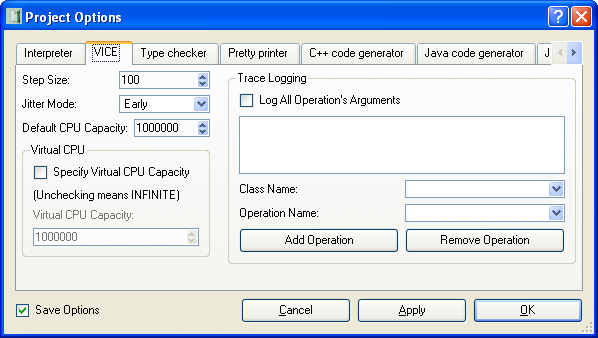 Project Options
Interpreter VICE Type checker Pretty printer C++ code generator Java code generator J
Step Size: 100
Jitter Mode: Early
Default CPU Capacity: 1000000
Virtual CPU
Specify Virtual CPU Capacity
(Unchecking means INFINITE)
Virtual CPU Capacity:
1000000
Trace Logging
Log All Operation's Arguments
Class Name:
Operation Name:
Add Operation Remove Operation
Save Options Cancel Apply OK